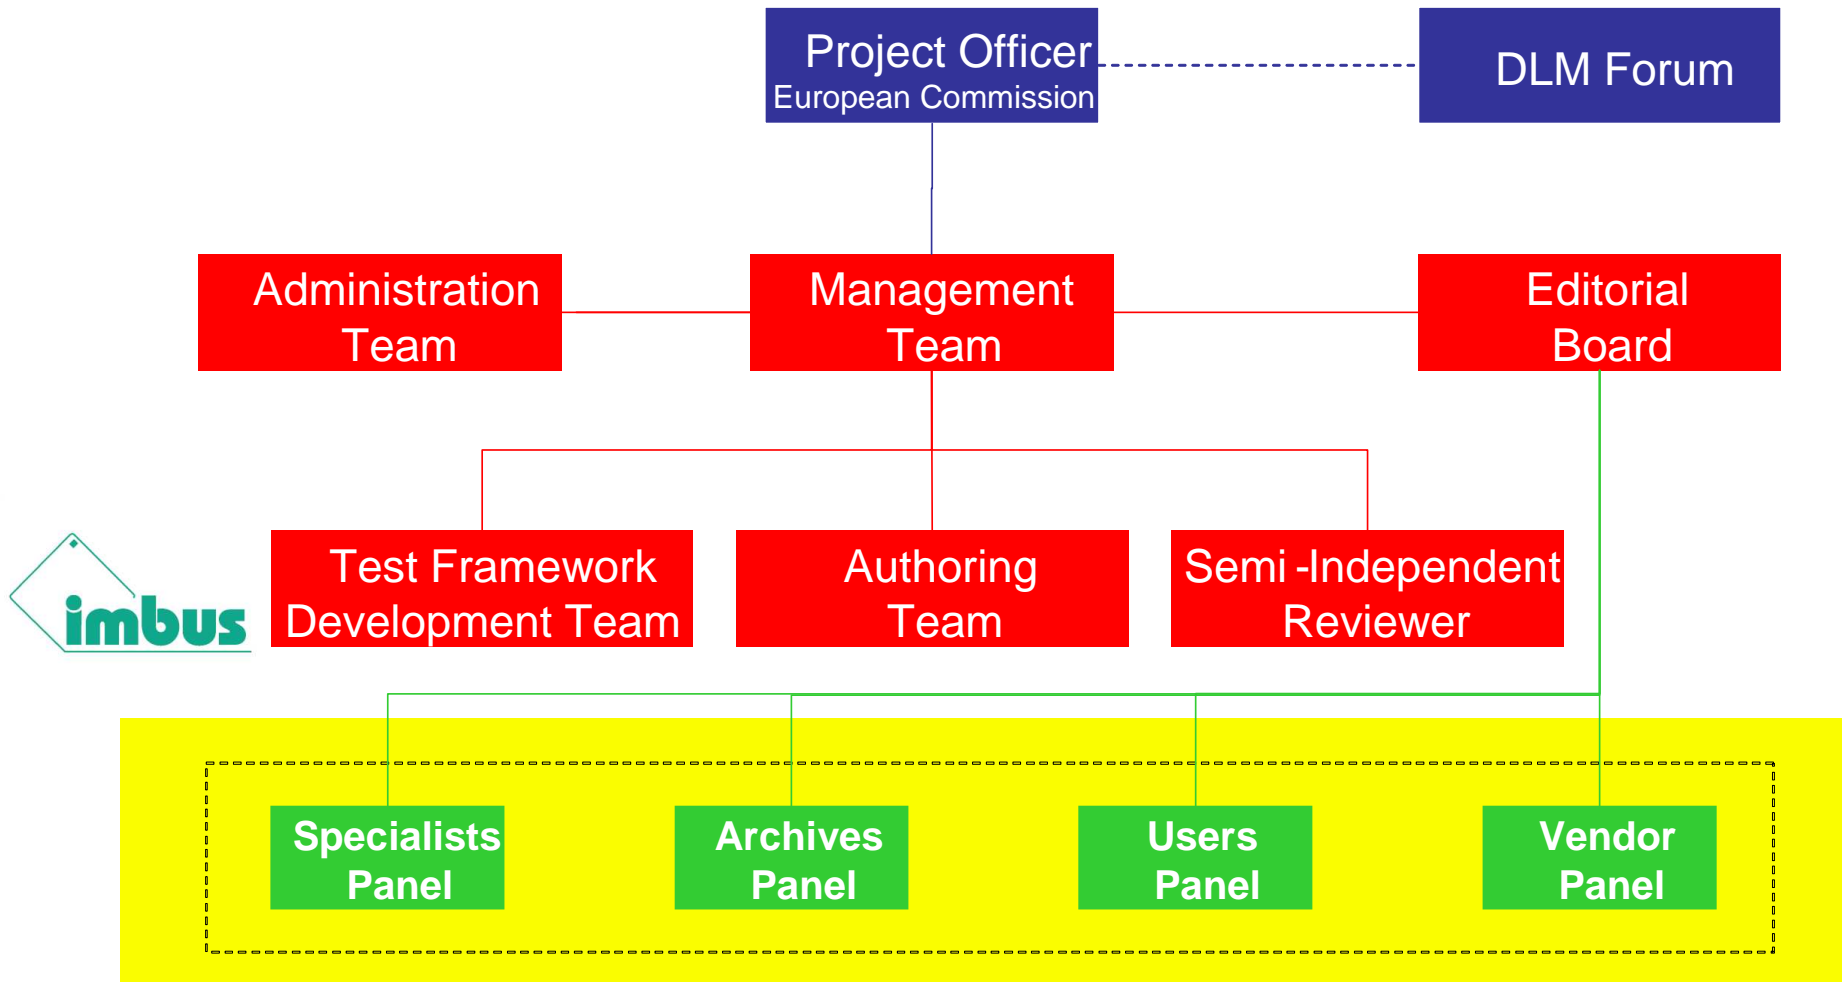 Project Officer
European Commission
DLM Forum
Administration
Team
Management
Team
Editorial
Board
imbus
Test Framework
Development Team
Authoring
Team
Semi -Independent
Reviewer
Specialists
Panel
Archives
Panel
Users
Panel
Vendor
Panel